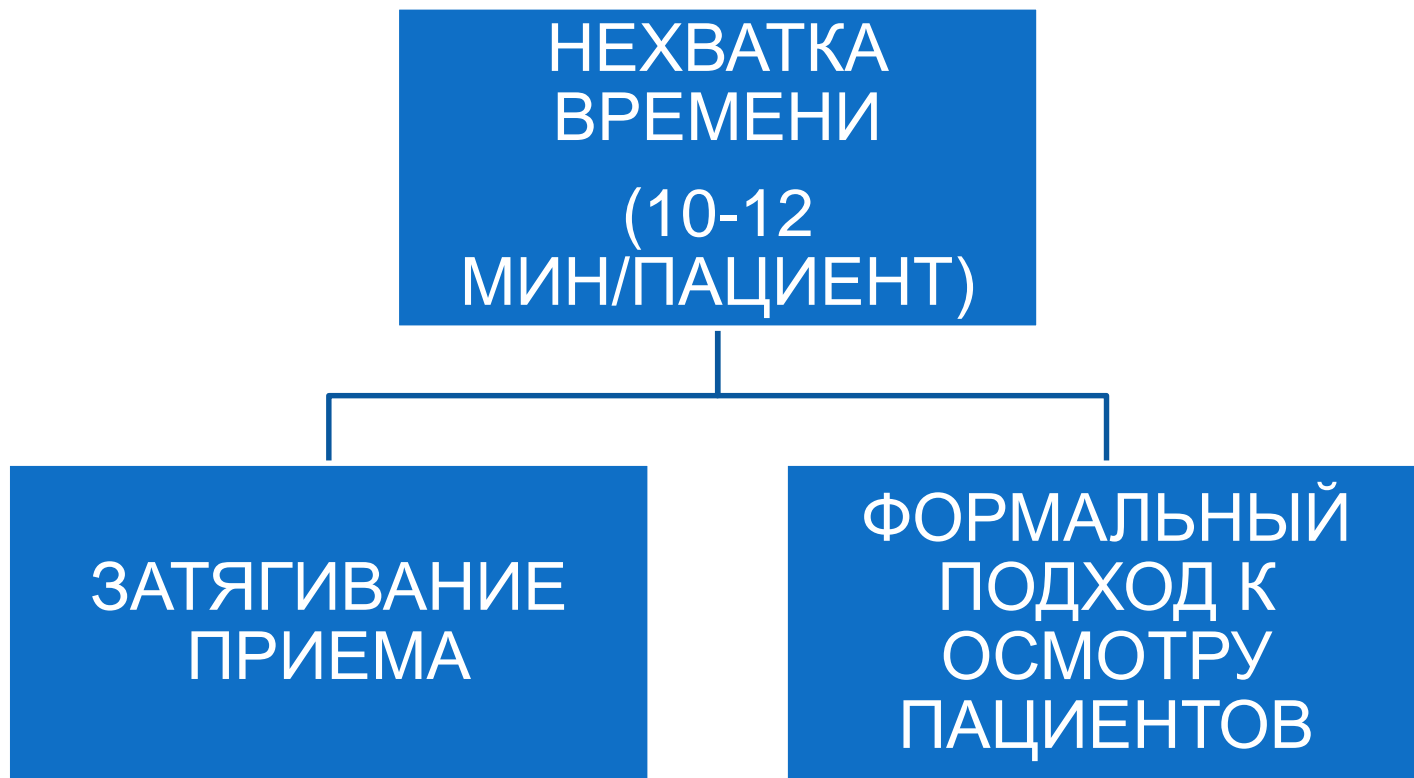 НЕХВАТКА
ВРЕМЕНИ
(10-12
МИН/ПАЦИЕНТ)
ЗАТЯГИВАНИЕ
ПРИЕМА
ФОРМАЛЬНЫЙ
ПОДХОД К
ОСМОТРУ
ПАЦИЕНТОВ